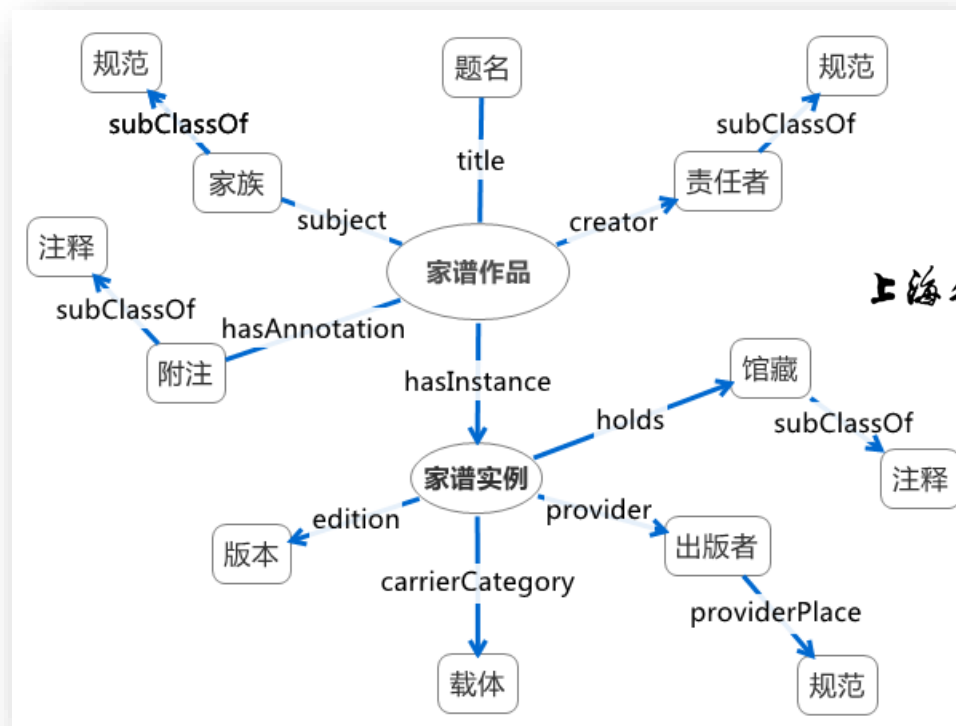 规范
题名
规范
subClassOf
subClassOf
家族
title
责任者
subject
creator
注释
家谱作品
subClassOf
hasAnnotation
上海
附注
hasInstance
馆藏
holds
subClassOf
家谱实例
注释
edition
provider
版本
出版者
carrierCategory
providerPlace
载体
规范